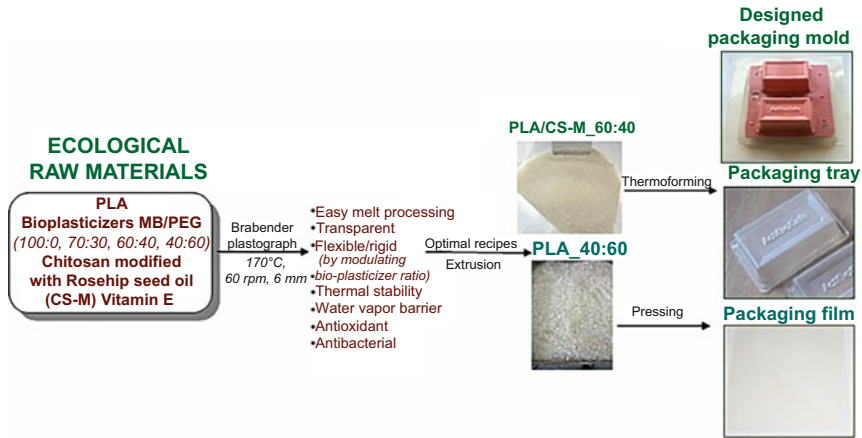 ECOLOGICAL
RAW MATERIALS
PLA
Bioplasticizers MB/PEG
(100:0, 70:30, 60:40, 40:60)
Chitosan modified
with Rosehip seed oil
(CS-M) Vitamin E
Brabender
plastograph
170°C,
60 rpm, 6 mm
•Easy melt processing
•Transparent
•Flexible/rigid
(by modulating
•bio-plasticizer ratio)
•Thermal stability
•Water vapor barrier
•Antioxidant
•Antibacterial
Optimal recipes
Extrusion
PLA/CS-M_60:40
PLA_40:60
Thermoforming
Pressing
Designed
packaging mold
Packaging tray
Packaging film